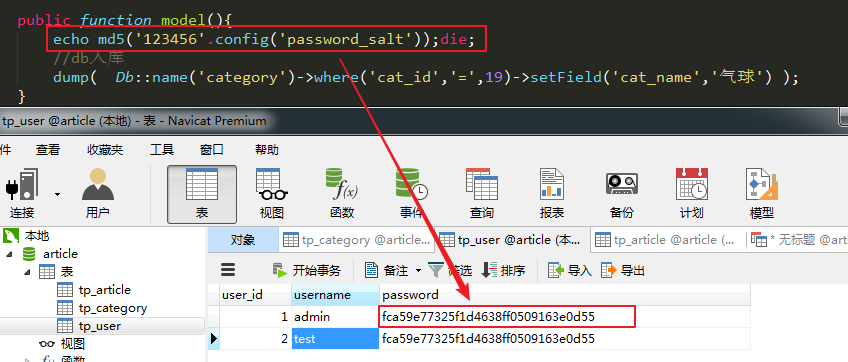 public function model(){
echo md5('123456'.config('password_salt'));die;
//db入库
dump( Db::name('category')->where('cat_id','=',19)->setField('cat_name','气球') );
}
tp_user @article (本地) - 表 - Navicat Premium
件 查看 收藏夹 工具 窗口 帮助
连接 用户 表 视图 函数 事件 查询 报表 备份 计划 模型
本地
article
表
tp_article
tp_category
tp_user
视图
函数
对象 tp_category @article... tp_user @article (本... tp_article @article (... * 无标题 @art
开始事务 备注 筛选 排序 导入 导出
user_id username password
1 admin fca59e77325f1d4638ff0509163e0d55
2 test fca59e77325f1d4638ff0509163e0d55